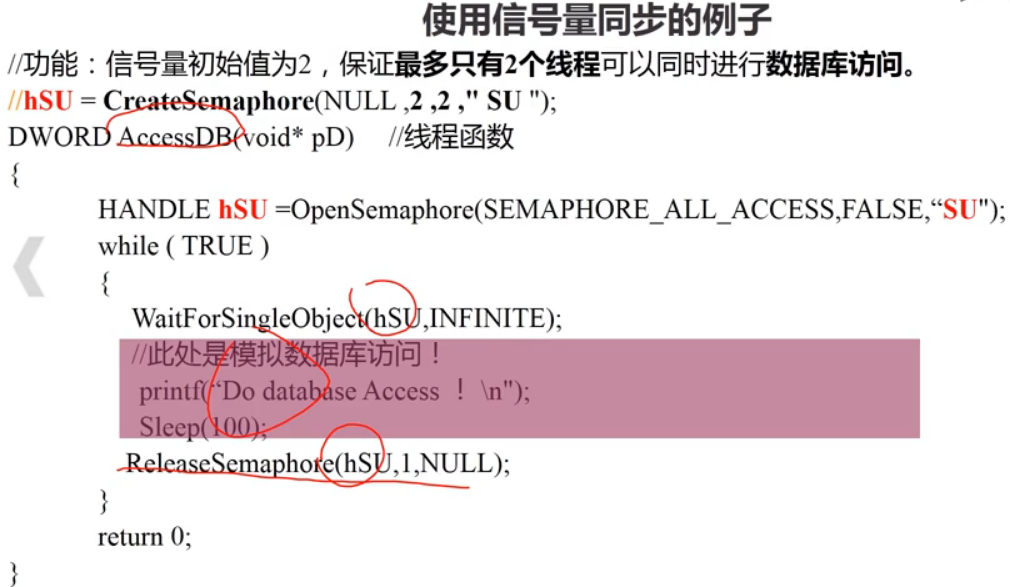 使用信号量同步的例子
//功能：信号量初始值为2，保证最多只有2个线程可以同时进行数据库访问。
//hSU = CreateSemaphore(NULL ,2 ,2 ," SU ");
DWORD AccessDB(void* pD)     //线程函数
{
HANDLE hSU =OpenSemaphore(SEMAPHORE_ALL_ACCESS,FALSE,“SU");
while ( TRUE )
{
WaitForSingleObject(hSU,INFINITE);
//此处是模拟数据库访问！
printf(“Do database Access ！ \n");
Sleep(100);
ReleaseSemaphore(hSU,1,NULL);
}
return 0;
}